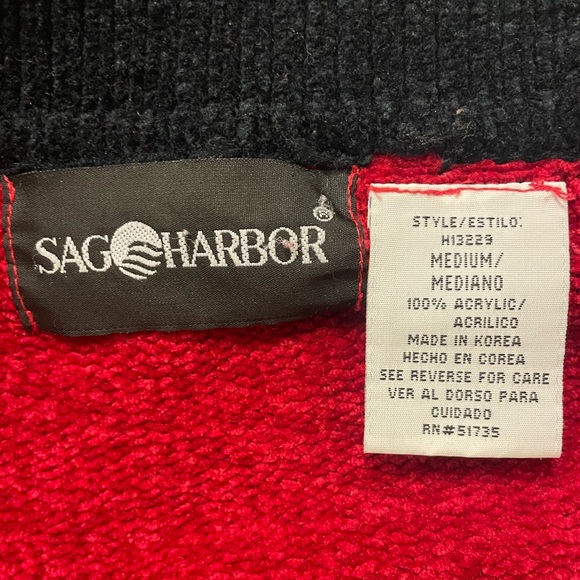 SAG HARBOR ®
STYLE/ESTILO:
H13229
MEDIUM/
MEDIANO
100% ACRYLIC/
ACRILICO
MADE IN KOREA
HECHO EN COREA
SEE REVERSE FOR CARE
VER AL DORSO PARA
CUIDADO
RN#51735